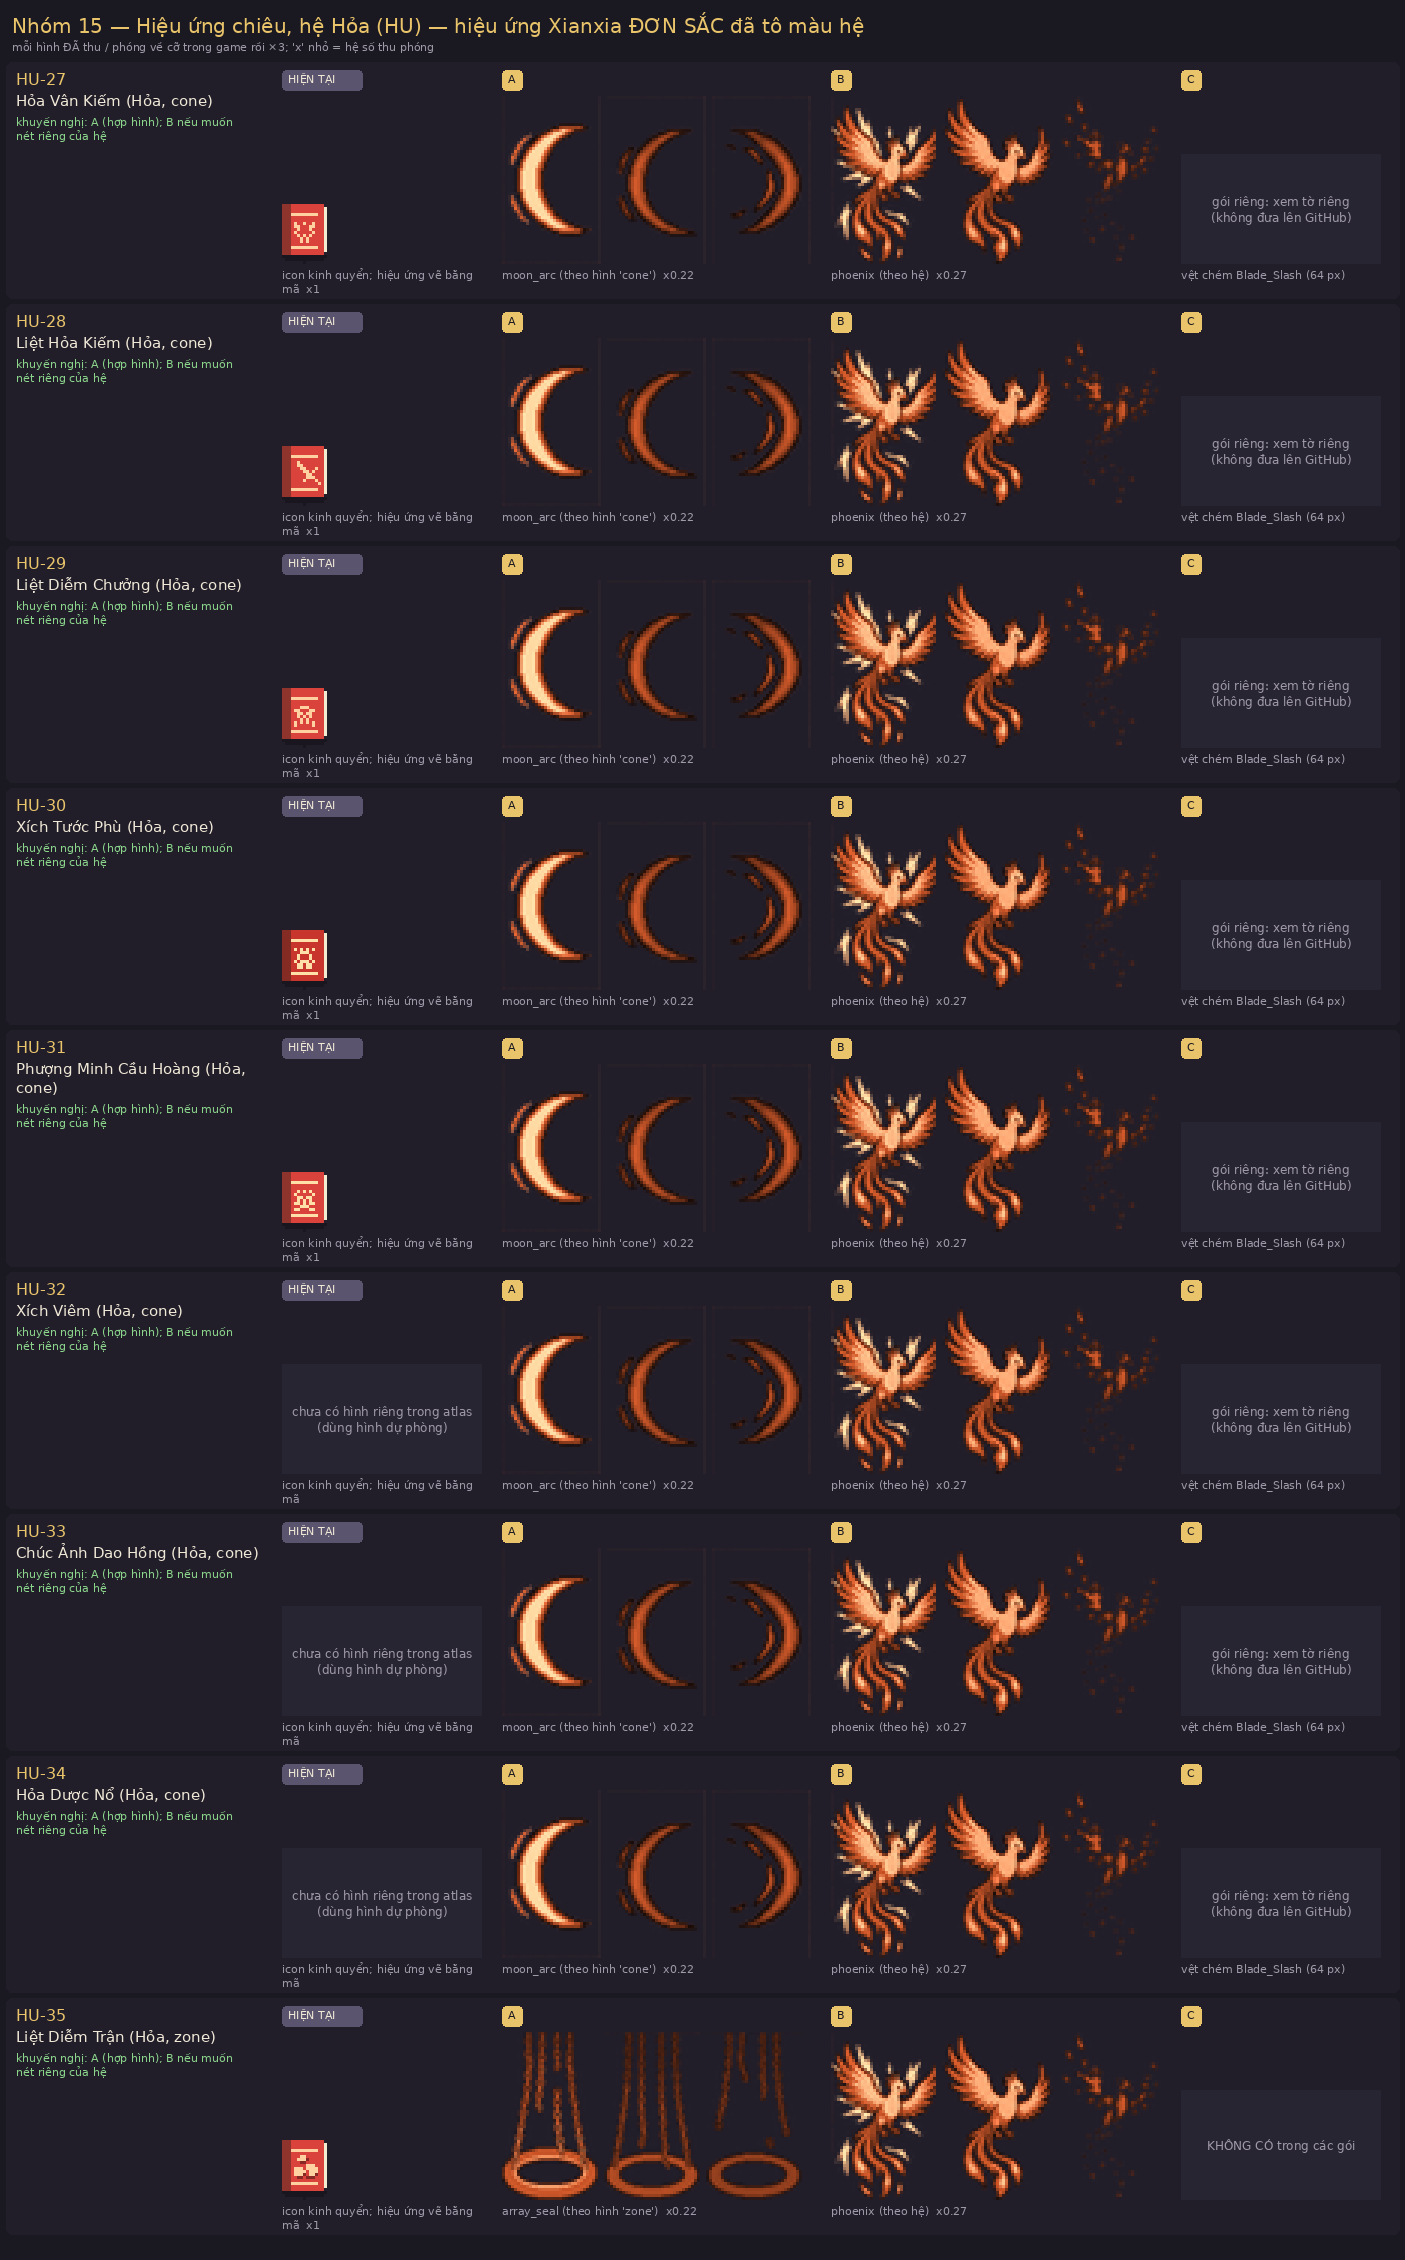 Nhóm 15 — Hiệu ứng chiêu, hệ Hỏa (HU) — hiệu ứng Xianxia ĐƠN SẮC đã tô màu hệ
mỗi hình ĐÃ thu / phóng về cỡ trong game rồi ×3; 'x' nhỏ = hệ số thu phóng
HU-27
Hỏa Vân Kiếm (Hỏa, cone)
khuyến nghị: A (hợp hình); B nếu muốn
nét riêng của hệ
HIỆN TẠI
icon kinh quyển; hiệu ứng vẽ bằng
mã x1
A
moon_arc (theo hình 'cone') x0.22
B
phoenix (theo hệ) x0.27
C
gói riêng: xem tờ riêng
(không đưa lên GitHub)
vệt chém Blade_Slash (64 px)
HU-28
Liệt Hỏa Kiếm (Hỏa, cone)
khuyến nghị: A (hợp hình); B nếu muốn
nét riêng của hệ
HIỆN TẠI
icon kinh quyển; hiệu ứng vẽ bằng
mã x1
A
moon_arc (theo hình 'cone') x0.22
B
phoenix (theo hệ) x0.27
C
gói riêng: xem tờ riêng
(không đưa lên GitHub)
vệt chém Blade_Slash (64 px)
HU-29
Liệt Diễm Chưởng (Hỏa, cone)
khuyến nghị: A (hợp hình); B nếu muốn
nét riêng của hệ
HIỆN TẠI
icon kinh quyển; hiệu ứng vẽ bằng
mã x1
A
moon_arc (theo hình 'cone') x0.22
B
phoenix (theo hệ) x0.27
C
gói riêng: xem tờ riêng
(không đưa lên GitHub)
vệt chém Blade_Slash (64 px)
HU-30
Xích Tước Phù (Hỏa, cone)
khuyến nghị: A (hợp hình); B nếu muốn
nét riêng của hệ
HIỆN TẠI
icon kinh quyển; hiệu ứng vẽ bằng
mã x1
A
moon_arc (theo hình 'cone') x0.22
B
phoenix (theo hệ) x0.27
C
gói riêng: xem tờ riêng
(không đưa lên GitHub)
vệt chém Blade_Slash (64 px)
HU-31
Phượng Minh Cầu Hoàng (Hỏa,
cone)
khuyến nghị: A (hợp hình); B nếu muốn
nét riêng của hệ
HIỆN TẠI
icon kinh quyển; hiệu ứng vẽ bằng
mã x1
A
moon_arc (theo hình 'cone') x0.22
B
phoenix (theo hệ) x0.27
C
gói riêng: xem tờ riêng
(không đưa lên GitHub)
vệt chém Blade_Slash (64 px)
HU-32
Xích Viêm (Hỏa, cone)
khuyến nghị: A (hợp hình); B nếu muốn
nét riêng của hệ
HIỆN TẠI
chưa có hình riêng trong atlas
(dùng hình dự phòng)
icon kinh quyển; hiệu ứng vẽ bằng
mã
A
moon_arc (theo hình 'cone') x0.22
B
phoenix (theo hệ) x0.27
C
gói riêng: xem tờ riêng
(không đưa lên GitHub)
vệt chém Blade_Slash (64 px)
HU-33
Chúc Ảnh Dao Hồng (Hỏa, cone)
khuyến nghị: A (hợp hình); B nếu muốn
nét riêng của hệ
HIỆN TẠI
chưa có hình riêng trong atlas
(dùng hình dự phòng)
icon kinh quyển; hiệu ứng vẽ bằng
mã
A
moon_arc (theo hình 'cone') x0.22
B
phoenix (theo hệ) x0.27
C
gói riêng: xem tờ riêng
(không đưa lên GitHub)
vệt chém Blade_Slash (64 px)
HU-34
Hỏa Dược Nổ (Hỏa, cone)
khuyến nghị: A (hợp hình); B nếu muốn
nét riêng của hệ
HIỆN TẠI
chưa có hình riêng trong atlas
(dùng hình dự phòng)
icon kinh quyển; hiệu ứng vẽ bằng
mã
A
moon_arc (theo hình 'cone') x0.22
B
phoenix (theo hệ) x0.27
C
gói riêng: xem tờ riêng
(không đưa lên GitHub)
vệt chém Blade_Slash (64 px)
HU-35
Liệt Diễm Trận (Hỏa, zone)
khuyến nghị: A (hợp hình); B nếu muốn
nét riêng của hệ
HIỆN TẠI
icon kinh quyển; hiệu ứng vẽ bằng
mã x1
A
array_seal (theo hình 'zone') x0.22
B
phoenix (theo hệ) x0.27
C
KHÔNG CÓ trong các gói